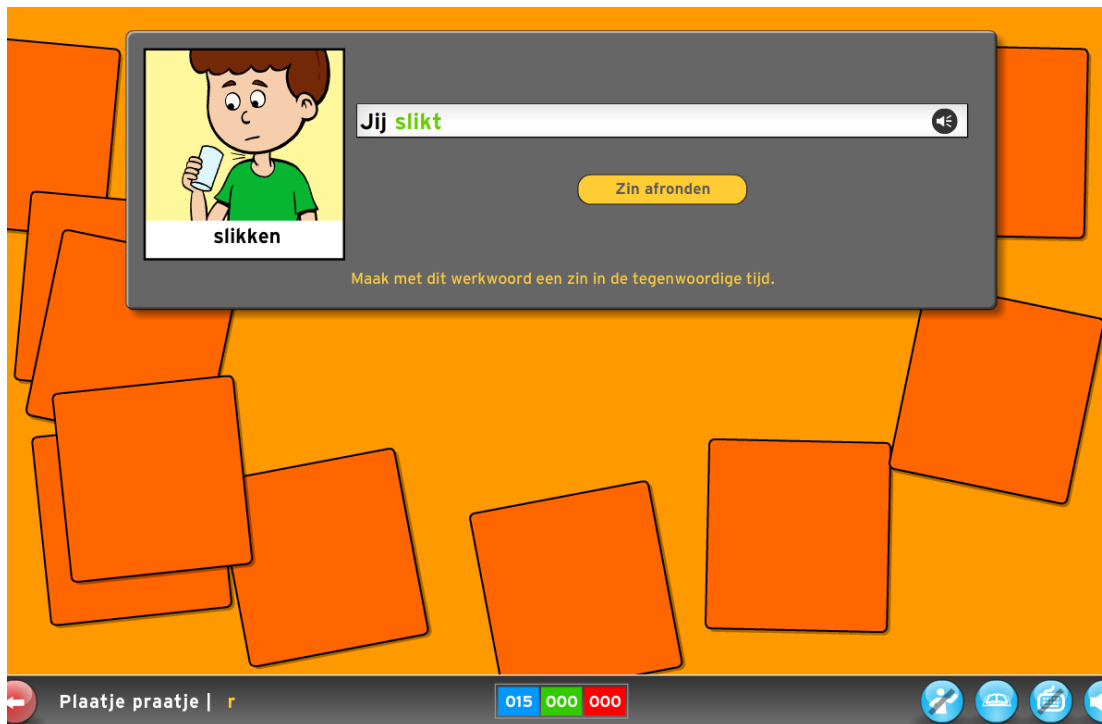 Jij slikt
Zin afronden
slikken
Maak met dit werkwoord een zin in de tegenwoordige tijd.
Plaatje praatje | r
015 000 000